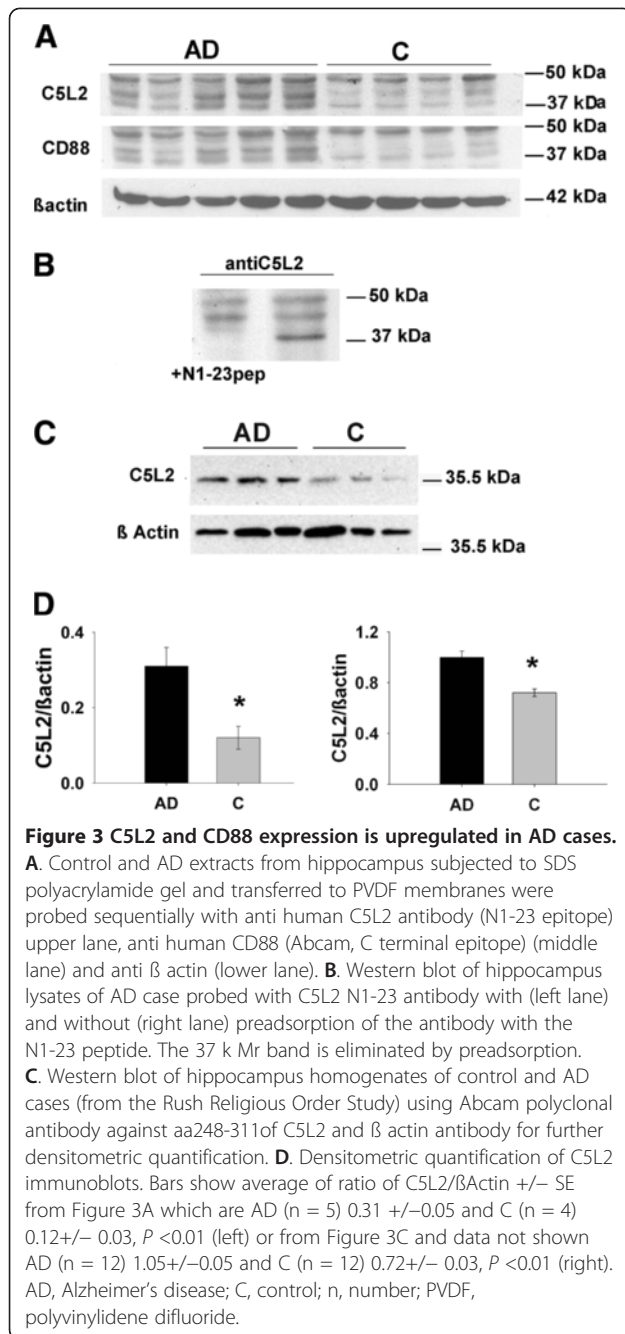 A
AD C
C5L2
50 kDa
37 kDa
CD88
50 kDa
37 kDa
ßactin
42 kDa
B
antiC5L2
50 kDa
37 kDa
+N1-23pep
C
AD C
C5L2
35.5 kDa
ß Actin
35.5 kDa
D
C5L2/ßactin
0.4
0.2
0.0
*
AD C
C5L2/ßactin
1.2
0.8
0.4
0.0
*
AD C
Figure 3 C5L2 and CD88 expression is upregulated in AD cases.
A. Control and AD extracts from hippocampus subjected to SDS
polyacrylamide gel and transferred to PVDF membranes were
probed sequentially with anti human C5L2 antibody (N1-23 epitope)
upper lane, anti human CD88 (Abcam, C terminal epitope) (middle
lane) and anti ß actin (lower lane). B. Western blot of hippocampus
lysates of AD case probed with C5L2 N1-23 antibody with (left lane)
and without (right lane) preadsorption of the antibody with the
N1-23 peptide. The 37 k Mr band is eliminated by preadsorption.
C. Western blot of hippocampus homogenates of control and AD
cases (from the Rush Religious Order Study) using Abcam polyclonal
antibody against aa248-311of C5L2 and ß actin antibody for further
densitometric quantification. D. Densitometric quantification of C5L2
immunoblots. Bars show average of ratio of C5L2/ßActin +/− SE
from Figure 3A which are AD (n = 5) 0.31 +/−0.05 and C (n = 4)
0.12+/− 0.03, P <0.01 (left) or from Figure 3C and data not shown
AD (n = 12) 1.05+/−0.05 and C (n = 12) 0.72+/− 0.03, P <0.01 (right).
AD, Alzheimer's disease; C, control; n, number; PVDF,
polyvinylidene difluoride.